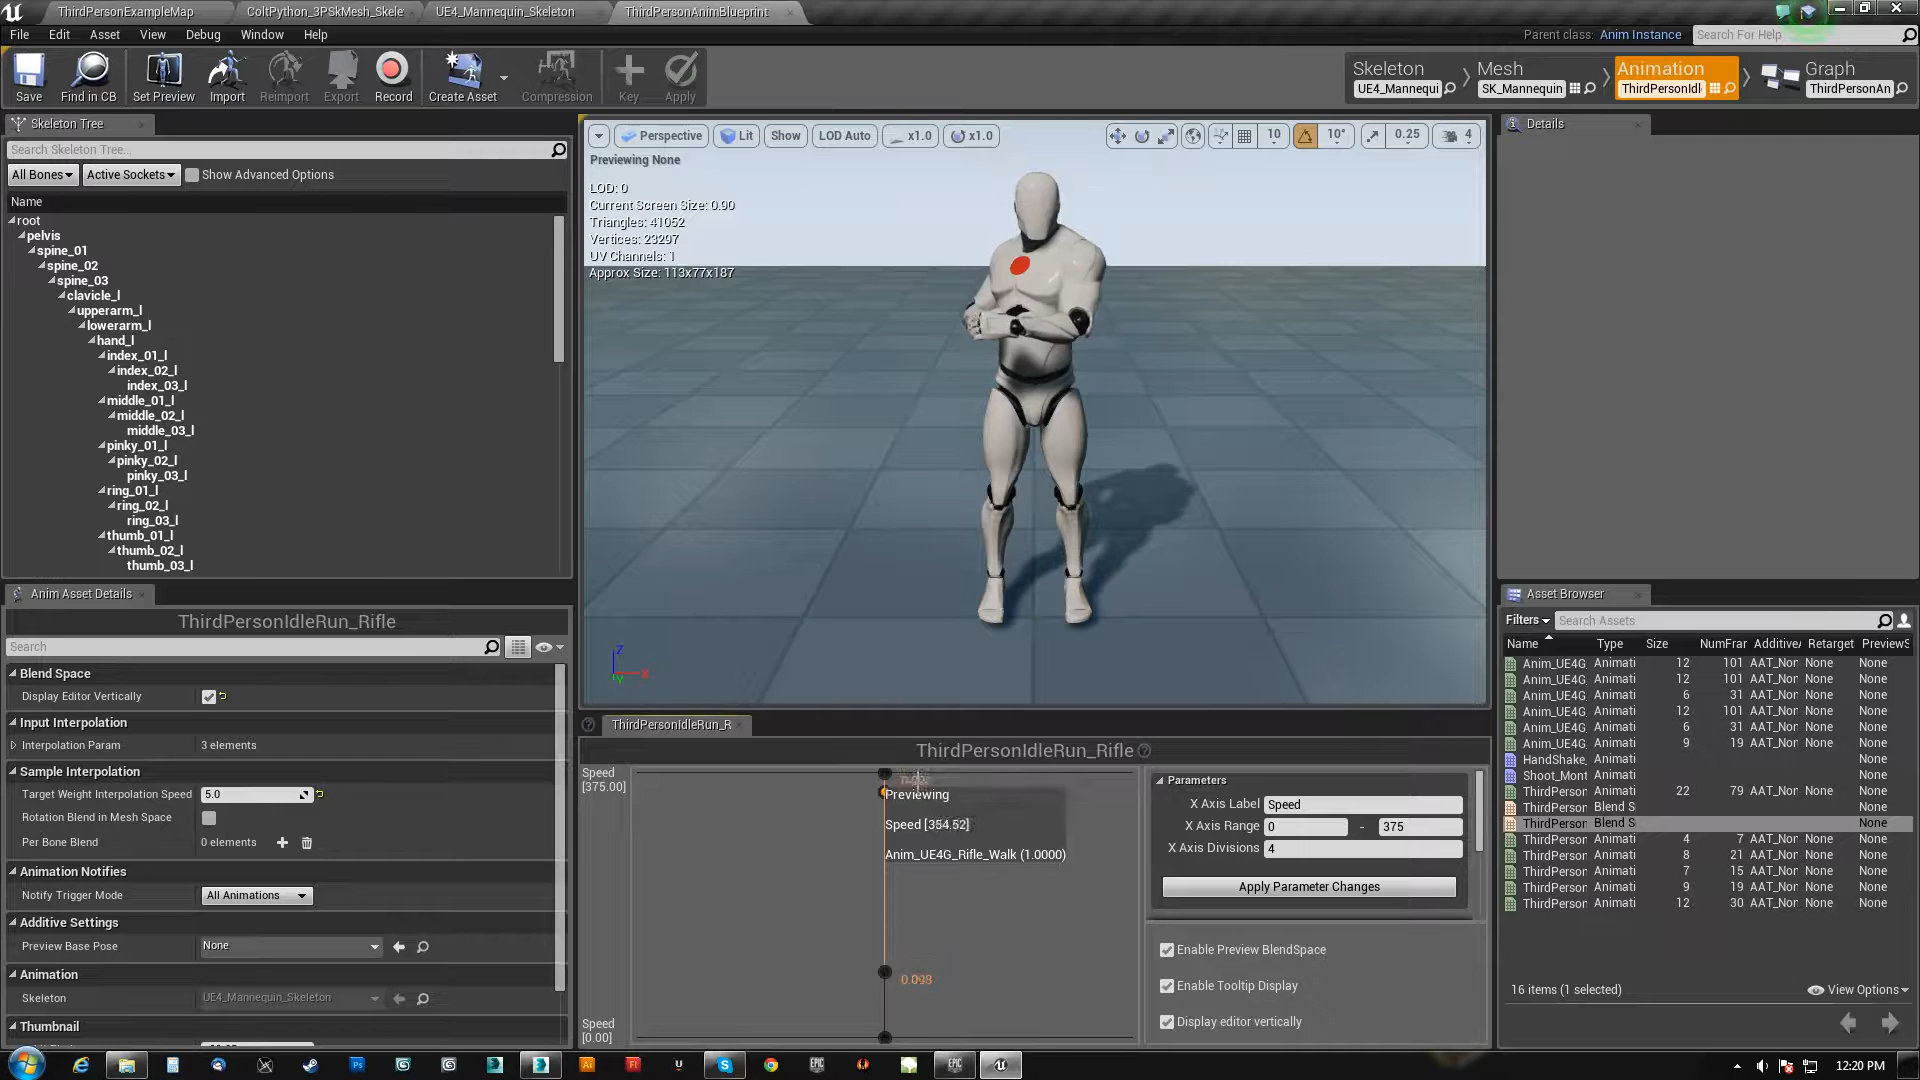 ThirdPersonExampleMap
ColtPython_3PSkMesh_Skele
UE4_Mannequin_Skeleton
ThirdPersonAnimBlueprint
File Edit Asset View Debug Window Help
Parent class: Anim Instance
Search For Help
Save
Find in CB
Set Preview
Import
Reimport
Export
Record
Create Asset
Compression
Key
Apply
Skeleton
UE4_Mannequi
Mesh
SK_Mannequin
Animation
ThirdPersonIdl
Graph
ThirdPersonAn
Skeleton Tree
Search Skeleton Tree...
All Bones
Active Sockets
Show Advanced Options
Name
root
pelvis
spine_01
spine_02
spine_03
clavicle_l
upperarm_l
lowerarm_l
hand_l
index_01_l
index_02_l
index_03_l
middle_01_l
middle_02_l
middle_03_l
pinky_01_l
pinky_02_l
pinky_03_l
ring_01_l
ring_02_l
ring_03_l
thumb_01_l
thumb_02_l
thumb_03_l
Perspective
Lit
Show
LOD Auto
x1.0
x1.0
10
10°
0.25
4
Previewing None
LOD: 0
Current Screen Size: 0.90
Triangles: 41052
Vertices: 23297
UV Channels: 1
Approx Size: 113x77x187
Z
X
Y
Details
Anim Asset Details
ThirdPersonIdleRun_Rifle
Search
Blend Space
Display Editor Vertically
Input Interpolation
Interpolation Param 3 elements
Sample Interpolation
Target Weight Interpolation Speed 5.0
Rotation Blend in Mesh Space
Per Bone Blend 0 elements
Animation Notifies
Notify Trigger Mode All Animations
Additive Settings
Preview Base Pose None
Animation
Skeleton UE4_Mannequin_Skeleton
Thumbnail
ThirdPersonIdleRun_R
ThirdPersonIdleRun_Rifle
Speed
[375.00]
Previewing
Speed [354.52]
Anim_UE4G_Rifle_Walk (1.0000)
Speed
[0.00]
Parameters
X Axis Label Speed
X Axis Range 0 - 375
X Axis Divisions 4
Apply Parameter Changes
Enable Preview BlendSpace
Enable Tooltip Display
Display editor vertically
Asset Browser
Filters
Search Assets
Name Type Size NumFrar Additive Retarget PreviewS
Anim_UE4G_ Animati 12 101 AAT_Nor None None
Anim_UE4G_ Animati 12 101 AAT_Nor None None
Anim_UE4G_ Animati 6 31 AAT_Nor None None
Anim_UE4G_ Animati 12 101 AAT_Nor None None
Anim_UE4G_ Animati 6 31 AAT_Nor None None
Anim_UE4G_ Animati 9 19 AAT_Nor None None
HandShake_ Animati None
Shoot_Mont Animati None
ThirdPerson Animati 22 79 AAT_Nor None None
ThirdPerson Blend S None
ThirdPerson Blend S None
ThirdPerson Animati 4 7 AAT_Nor None None
ThirdPerson Animati 8 21 AAT_Nor None None
ThirdPerson Animati 7 15 AAT_Nor None None
ThirdPerson Animati 9 19 AAT_Nor None None
ThirdPerson Animati 12 30 AAT_Nor None None
16 items (1 selected)
View Options
Ps
Ai
Fl
EPIC
EPIC
12:20 PM